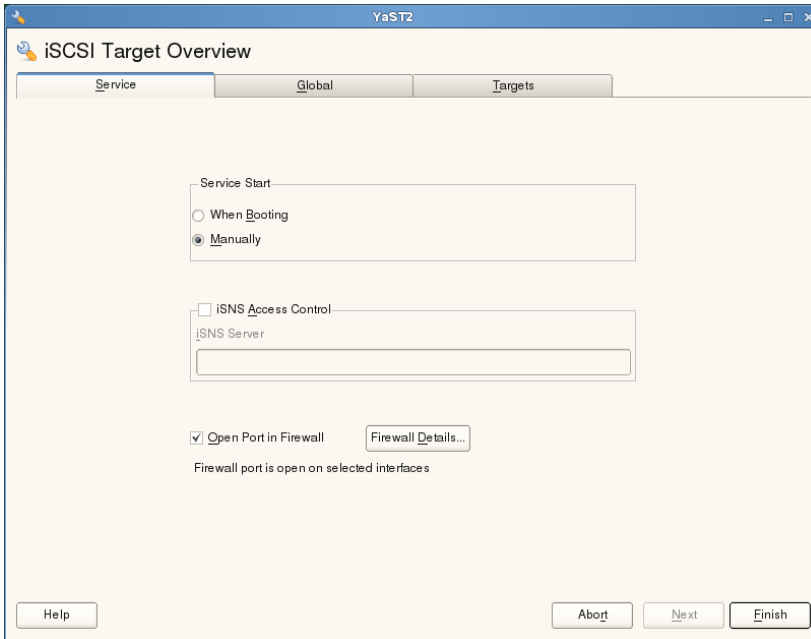 YaST2
iSCSI Target Overview
Service Global Targets
Service Start
When Booting
Manually
iSNS Access Control
iSNS Server
Open Port in Firewall Firewall Details...
Firewall port is open on selected interfaces
Help Abort Next Finish